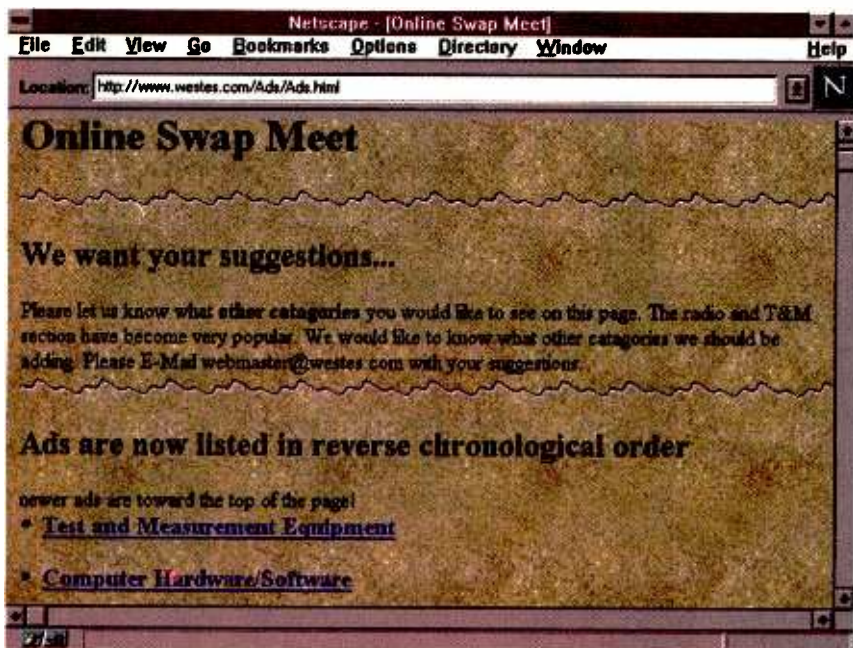 Netscape - [Online Swap Meet]
File Edit View Go Bookmarks Options Directory Window Help
Location: http://www.westes.com/Ads/Ads.html
N
Online Swap Meet
We want your suggestions...
Please let us know what other catagories you would like to see on this page. The radio and T&M
section have become very popular. We would like to know what other catagories we should be
adding. Please E-Mail webmaster@westes.com with your suggestions.
Ads are now listed in reverse chronological order
newer ads are toward the top of the page!
• Test and Measurement Equipment
• Computer Hardware/Software